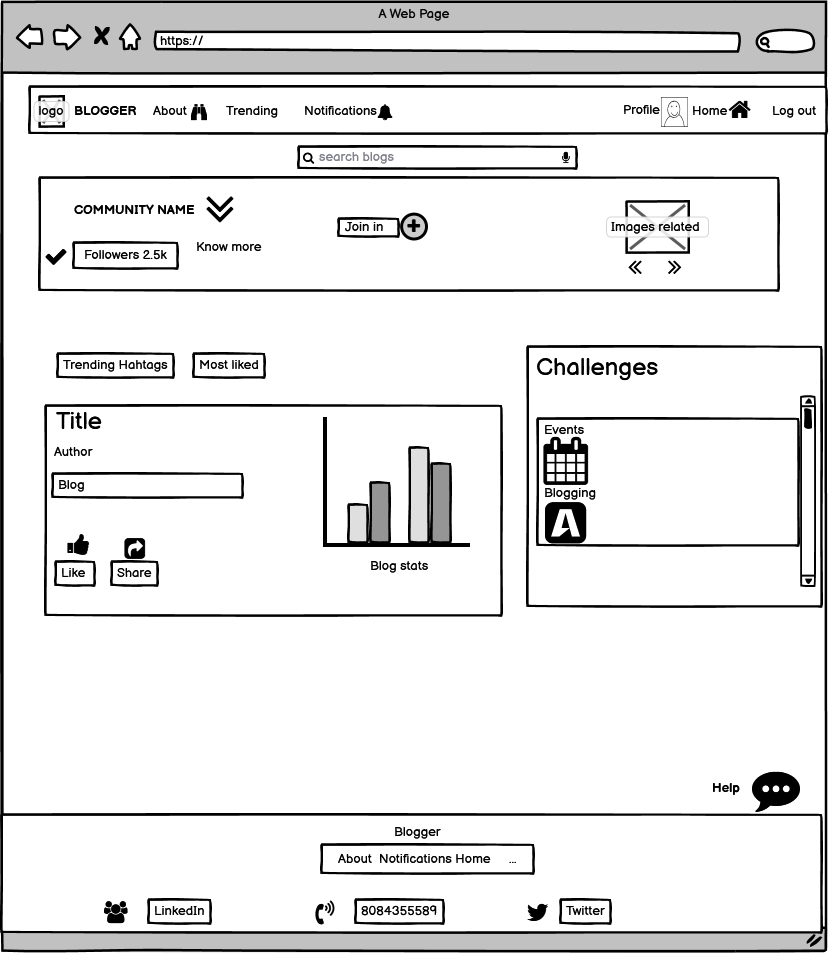 A Web Page
https://
logo BLOGGER About Trending Notifications Profile Home Log out
search blogs
COMMUNITY NAME
Join in
Images related
Followers 2.5k
Know more
Trending Hahtags
Most liked
Challenges
Title
Author
Blog
Like
Share
Blog stats
Events
Blogging
Help
Blogger
About Notifications Home ...
LinkedIn
8084355589
Twitter